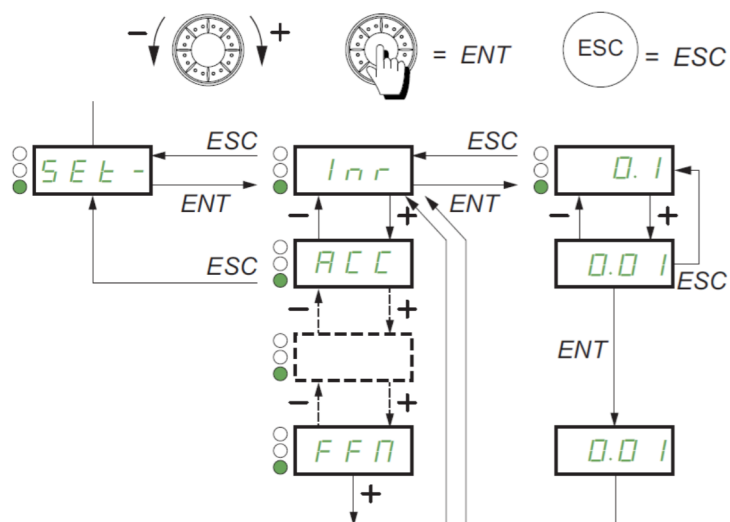 − + = ENT ESC = ESC
SEt - ESC ENT Inr ESC ENT 0.1
− + − +
ESC ACC 0.01 ESC
− +
ENT
− +
FFM 0.01
+